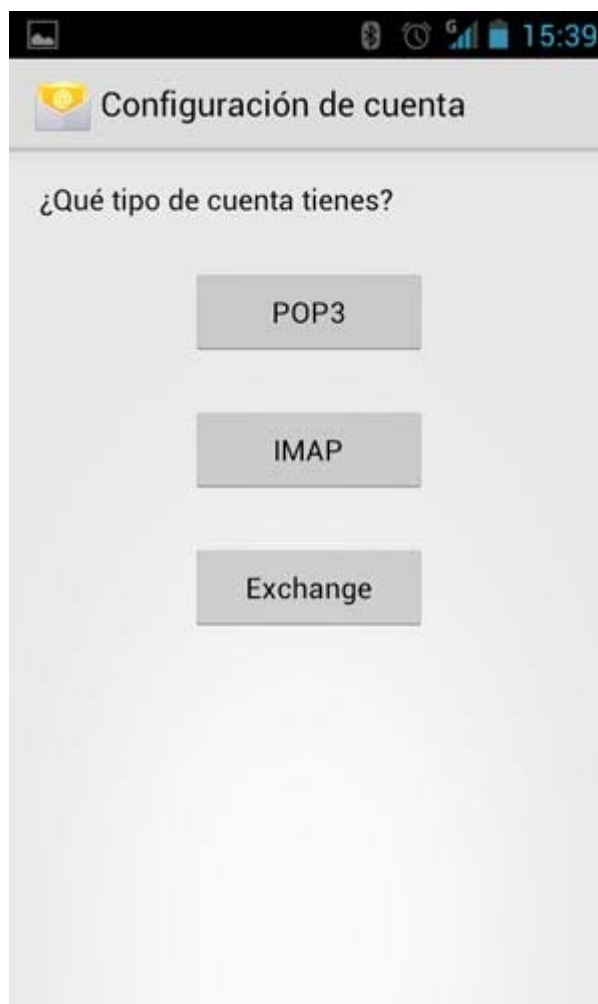 G 15:39
Configuración de cuenta
¿Qué tipo de cuenta tienes?
POP3
IMAP
Exchange